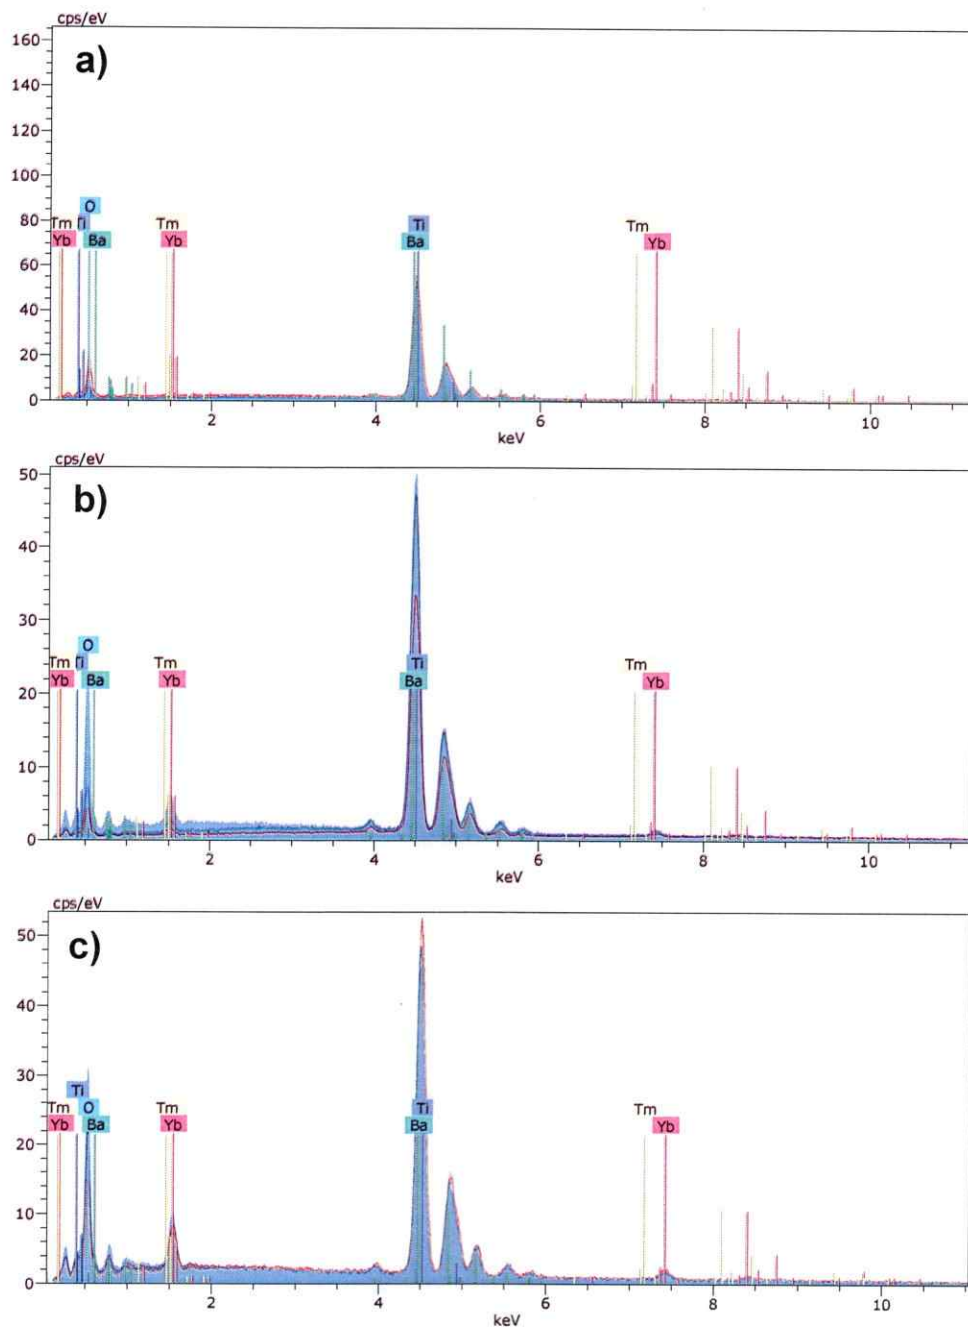 cps/eV
a)
160
140
120
100
80
60
40
20
0
O
Tm Ti
Yb Ba
Tm
Yb
Ti
Ba
Tm
Yb
2 4 6 8 10
keV
cps/eV
b)
50
40
30
20
10
0
O
Tm Ti
Yb Ba
Tm
Yb
Ti
Ba
Tm
Yb
2 4 6 8 10
keV
cps/eV
c)
50
40
30
20
10
0
Ti
Tm O
Yb Ba
Tm
Yb
Ti
Ba
Tm
Yb
2 4 6 8 10
keV